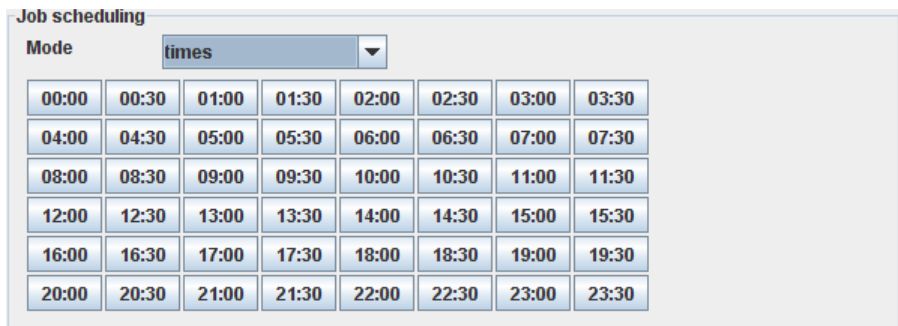 Job scheduling
Mode times
00:00 00:30 01:00 01:30 02:00 02:30 03:00 03:30
04:00 04:30 05:00 05:30 06:00 06:30 07:00 07:30
08:00 08:30 09:00 09:30 10:00 10:30 11:00 11:30
12:00 12:30 13:00 13:30 14:00 14:30 15:00 15:30
16:00 16:30 17:00 17:30 18:00 18:30 19:00 19:30
20:00 20:30 21:00 21:30 22:00 22:30 23:00 23:30